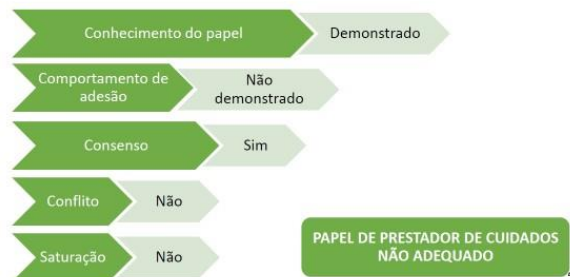 Conhecimento do papel
Demonstrado
Comportamento de
adesão
Não
demonstrado
Consenso
Sim
Conflito
Não
Saturação
Não
PAPEL DE PRESTADOR DE CUIDADOS
NÃO ADEQUADO